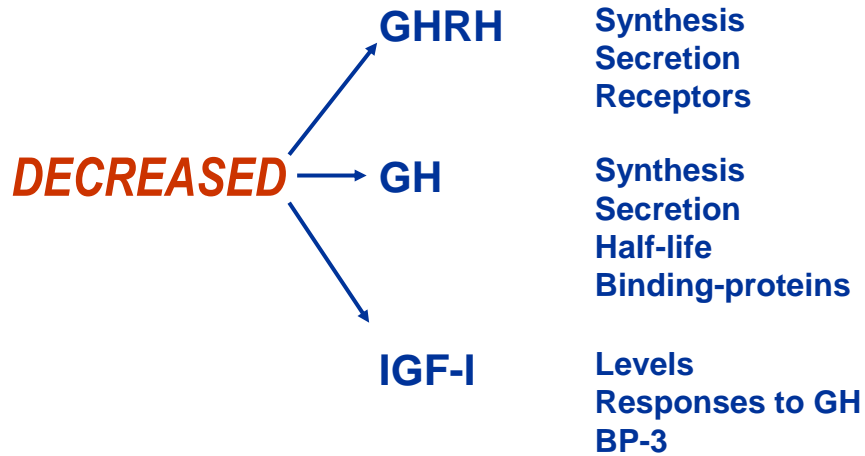 GHRH
Synthesis
Secretion
Receptors
DECREASED
GH
Synthesis
Secretion
Half-life
Binding-proteins
IGF-I
Levels
Responses to GH
BP-3